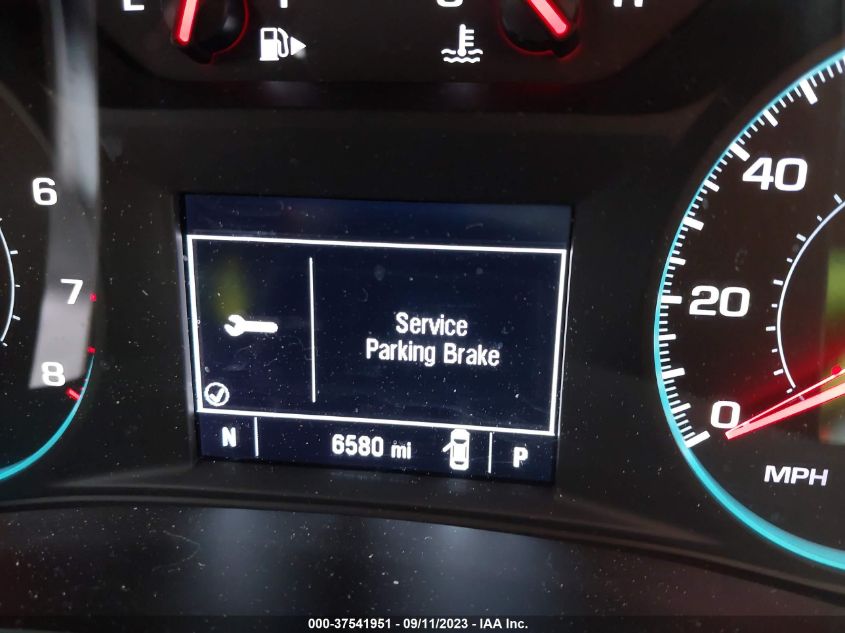 E F C H
6
7
8
Service
Parking Brake
N 6580 mi P
40
20
0
MPH
000-37541951 - 09/11/2023 - IAA Inc.